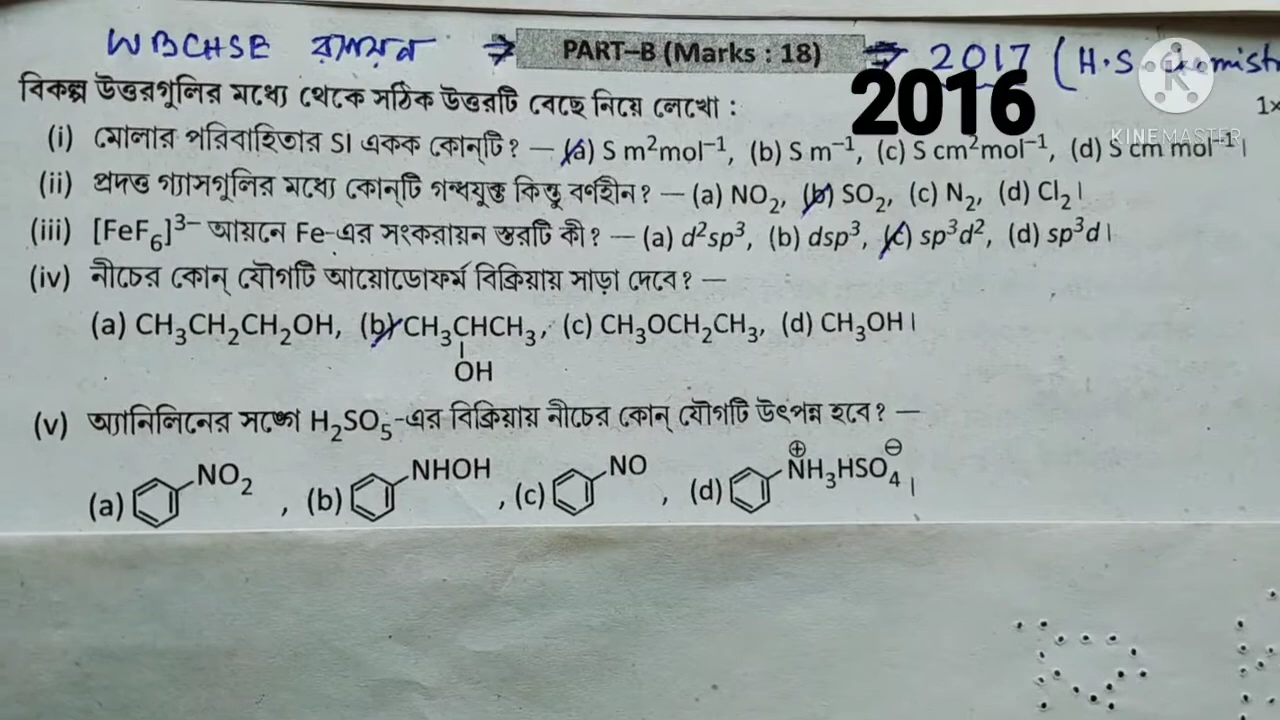 WBCHSE রসায়ন ⇒ PART–B (Marks : 18) ⇒ 2017 (H.S. Chemistr
2016
KINEMASTER
বিকল্প উত্তরগুলির মধ্যে থেকে সঠিক উত্তরটি বেছে নিয়ে লেখো : 1×
(i) মোলার পরিবাহিতার SI একক কোন্‌টি? — (a) S m²mol⁻¹, (b) S m⁻¹, (c) S cm²mol⁻¹, (d) S cm mol⁻¹।
(ii) প্রদত্ত গ্যাসগুলির মধ্যে কোন্‌টি গন্ধযুক্ত কিন্তু বর্ণহীন? — (a) NO₂, (b) SO₂, (c) N₂, (d) Cl₂।
(iii) [FeF₆]³⁻ আয়নে Fe-এর সংকরায়ন স্তরটি কী? — (a) d²sp³, (b) dsp³, (c) sp³d², (d) sp³d।
(iv) নীচের কোন্ যৌগটি আয়োডোফর্ম বিক্রিয়ায় সাড়া দেবে? —
(a) CH₃CH₂CH₂OH, (b) CH₃CHCH₃, (c) CH₃OCH₂CH₃, (d) CH₃OH।
OH
(v) অ্যানিলিনের সঙ্গে H₂SO₅-এর বিক্রিয়ায় নীচের কোন্ যৌগটি উৎপন্ন হবে? —
(a) NO₂, (b) NHOH, (c) NO, (d) N⊕H₃HSO₄⊖।